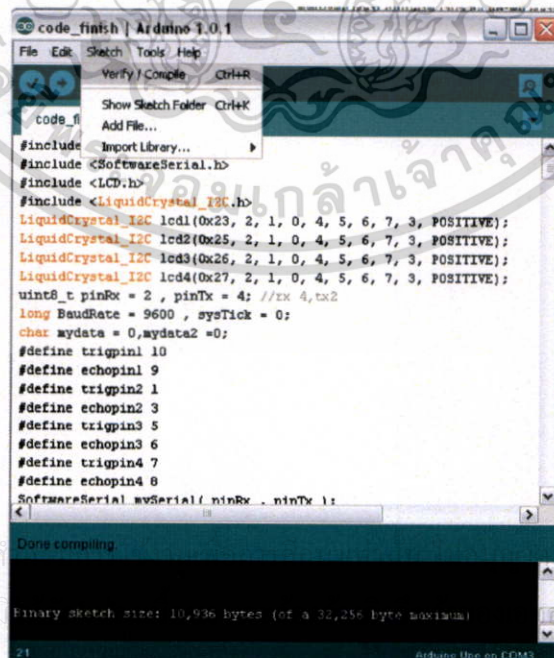 code_finish | Arduino 1.0.1
File Edit Sketch Tools Help
Verify / Compile Ctrl+R
Show Sketch Folder Ctrl+K
Add File...
Import Library...
code_fi
#include
#include <SoftwareSerial.h>
#include <LCD.h>
#include <LiquidCrystal_I2C.h>
LiquidCrystal_I2C lcd1(0x23, 2, 1, 0, 4, 5, 6, 7, 3, POSITIVE);
LiquidCrystal_I2C lcd2(0x25, 2, 1, 0, 4, 5, 6, 7, 3, POSITIVE);
LiquidCrystal_I2C lcd3(0x26, 2, 1, 0, 4, 5, 6, 7, 3, POSITIVE);
LiquidCrystal_I2C lcd4(0x27, 2, 1, 0, 4, 5, 6, 7, 3, POSITIVE);
uint8_t pinRx = 2 , pinTx = 4; //rx 4,tx2
long BaudRate = 9600 , sysTick = 0;
char mydata = 0,mydata2 =0;
#define trigpin1 10
#define echopin1 9
#define trigpin2 1
#define echopin2 3
#define trigpin3 5
#define echopin3 6
#define trigpin4 7
#define echopin4 8
SoftwareSerial mySerial( pinRx , pinTx );
Done compiling.
Binary sketch size: 10,936 bytes (of a 32,256 byte maximum)
21
Arduino Uno on COM3